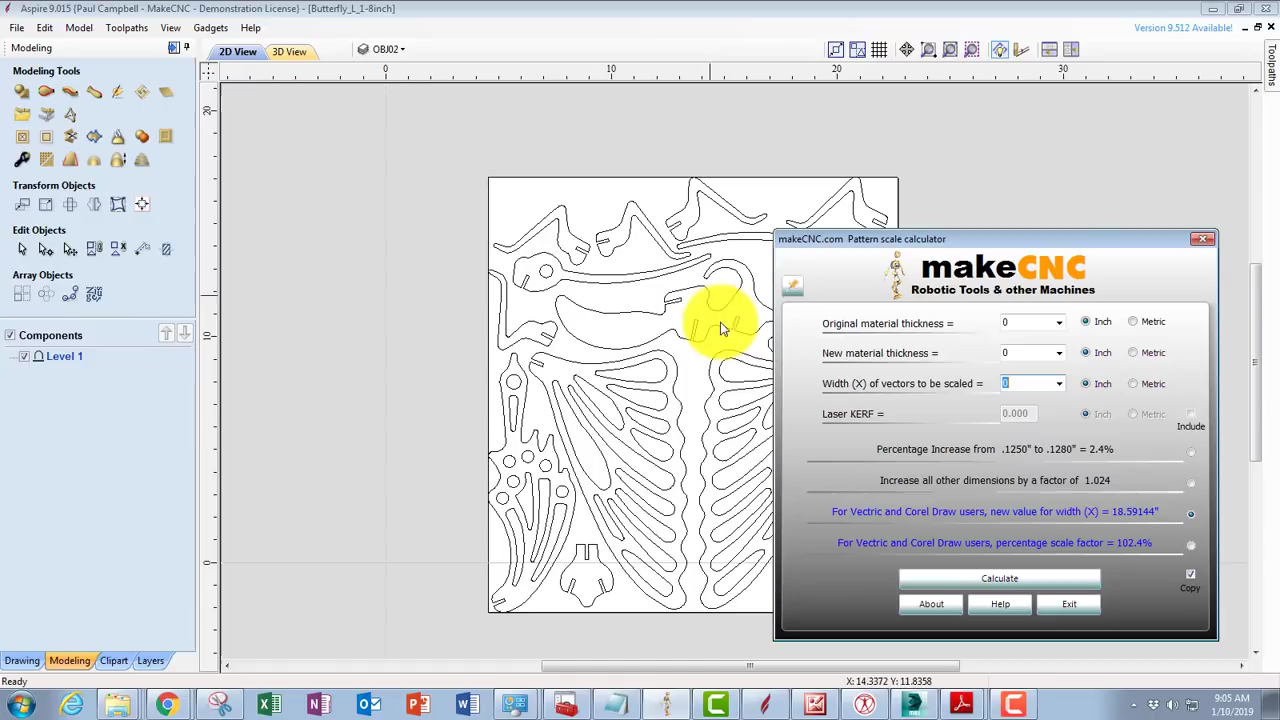 Aspire 9.015 (Paul Campbell - MakeCNC - Demonstration License) - [Butterfly_L_1-8inch]
File Edit Model Toolpaths View Gadgets Help
Version 9.512 Available!
Modeling
2D View 3D View OBJ02
Toolpaths
0 10 20 30
Modeling Tools
20
10
0
Transform Objects
Edit Objects
Array Objects
Components
Level 1
makeCNC.com Pattern scale calculator
makeCNC
Robotic Tools & other Machines
Original material thickness = 0 Inch Metric
New material thickness = 0 Inch Metric
Width (X) of vectors to be scaled = 0 Inch Metric
Laser KERF = 0.000 Inch Metric
Include
Percentage Increase from .1250" to .1280" = 2.4%
Increase all other dimensions by a factor of 1.024
For Vectric and Corel Draw users, new value for width (X) = 18.59144"
For Vectric and Corel Draw users, percentage scale factor = 102.4%
Calculate
Copy
About Help Exit
Drawing Modeling Clipart Layers
Ready
X: 14.3372 Y: 11.8358
9:05 AM
1/10/2019